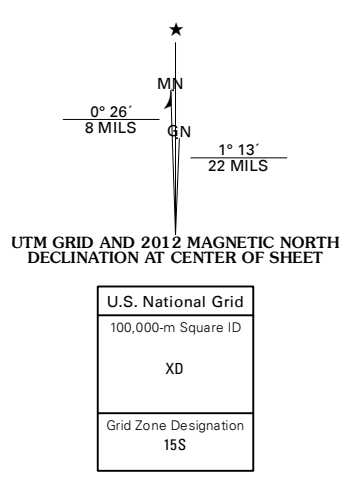 ★
MN
0° 26´
8 MILS
GN
1° 13´
22 MILS
UTM GRID AND 2012 MAGNETIC NORTH
DECLINATION AT CENTER OF SHEET
U.S. National Grid
100,000-m Square ID
XD
Grid Zone Designation
15S